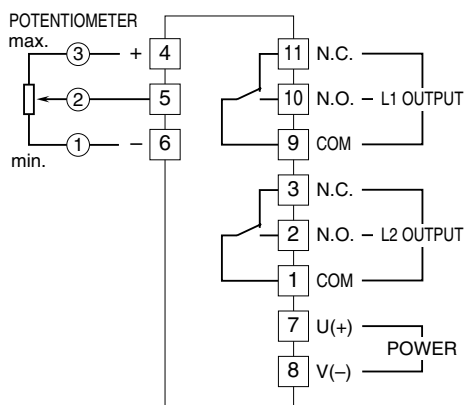 POTENTIOMETER
max.
3 + 4
2 5
1 – 6
min.
11 N.C.
10 N.O. L1 OUTPUT
9 COM
3 N.C.
2 N.O. L2 OUTPUT
1 COM
7 U(+)
POWER
8 V(–)